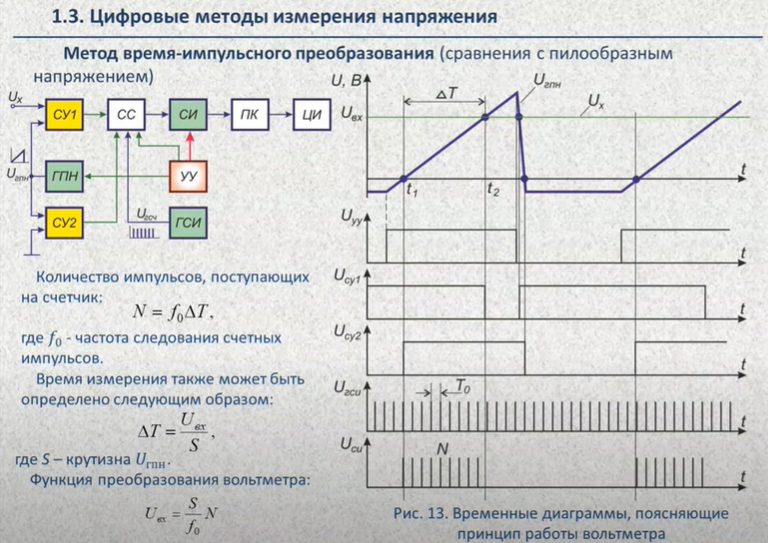 1.3. Цифровые методы измерения напряжения
Метод время-импульсного преобразования (сравнения с пилообразным
напряжением)
Uх
СУ1
СС
СИ
ПК
ЦИ
Uгпн
ГПН
УУ
СУ2
Uгсч
ГСИ
Количество импульсов, поступающих
на счетчик:
N = f₀ΔT,
где f₀ - частота следования счетных
импульсов.
Время измерения также может быть
определено следующим образом:
ΔT = Uвх / S ,
где S – крутизна UГПН.
Функция преобразования вольтметра:
Uвх = S / f₀ N
U, В
ΔT
Uгпн
Uвх
Uх
t
t₁
t₂
Uуу
t
Uсу1
t
Uсу2
t
Uгси
T₀
t
Uси
N
t
Рис. 13. Временные диаграммы, поясняющие
принцип работы вольтметра